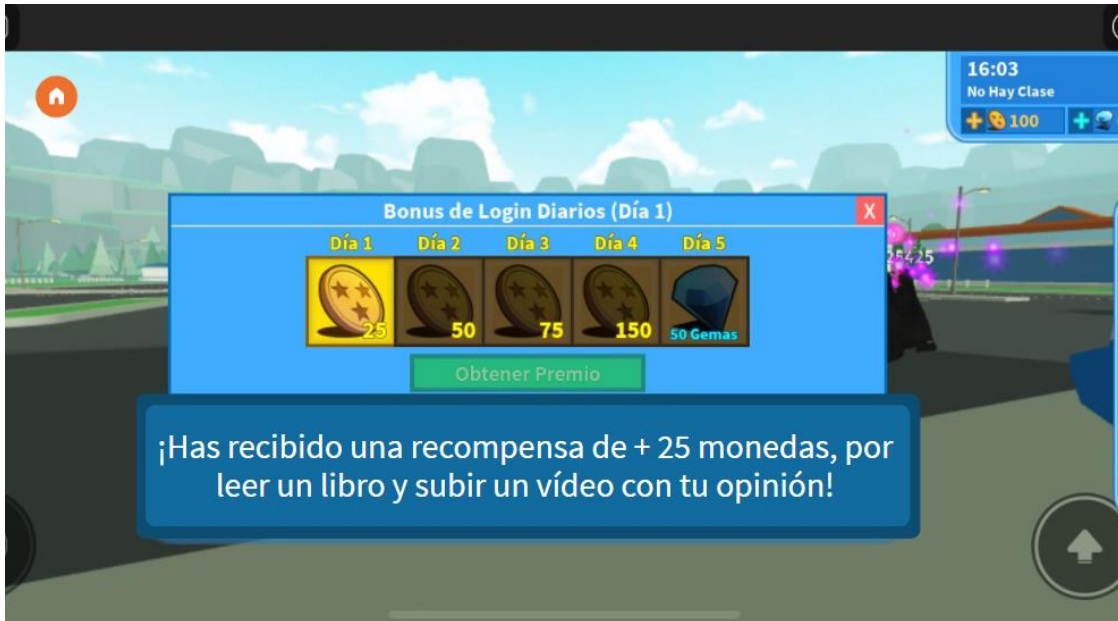 16:03
No Hay Clase
100
Bonus de Login Diarios (Día 1)
X
Día 1 Día 2 Día 3 Día 4 Día 5
25 50 75 150 50 Gemas
Obtener Premio
¡Has recibido una recompensa de + 25 monedas, por
leer un libro y subir un vídeo con tu opinión!